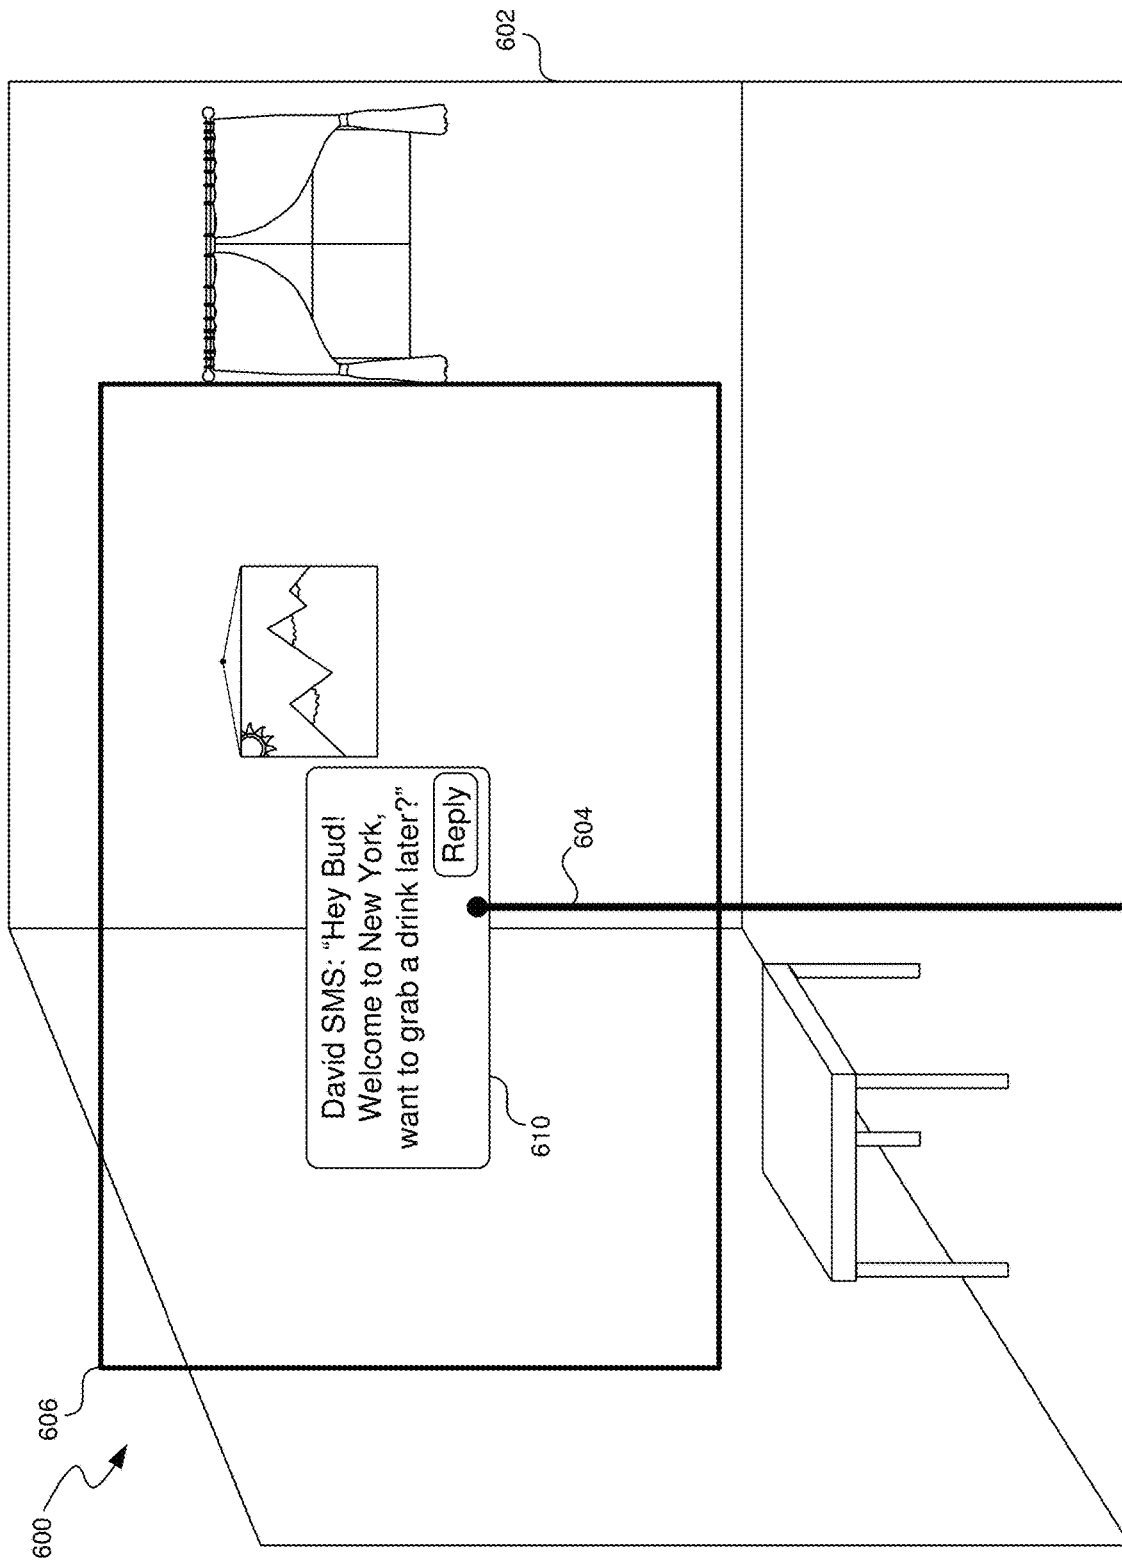 600
606
602
David SMS: “Hey Bud!
Welcome to New York,
want to grab a drink later?”
Reply
604
610